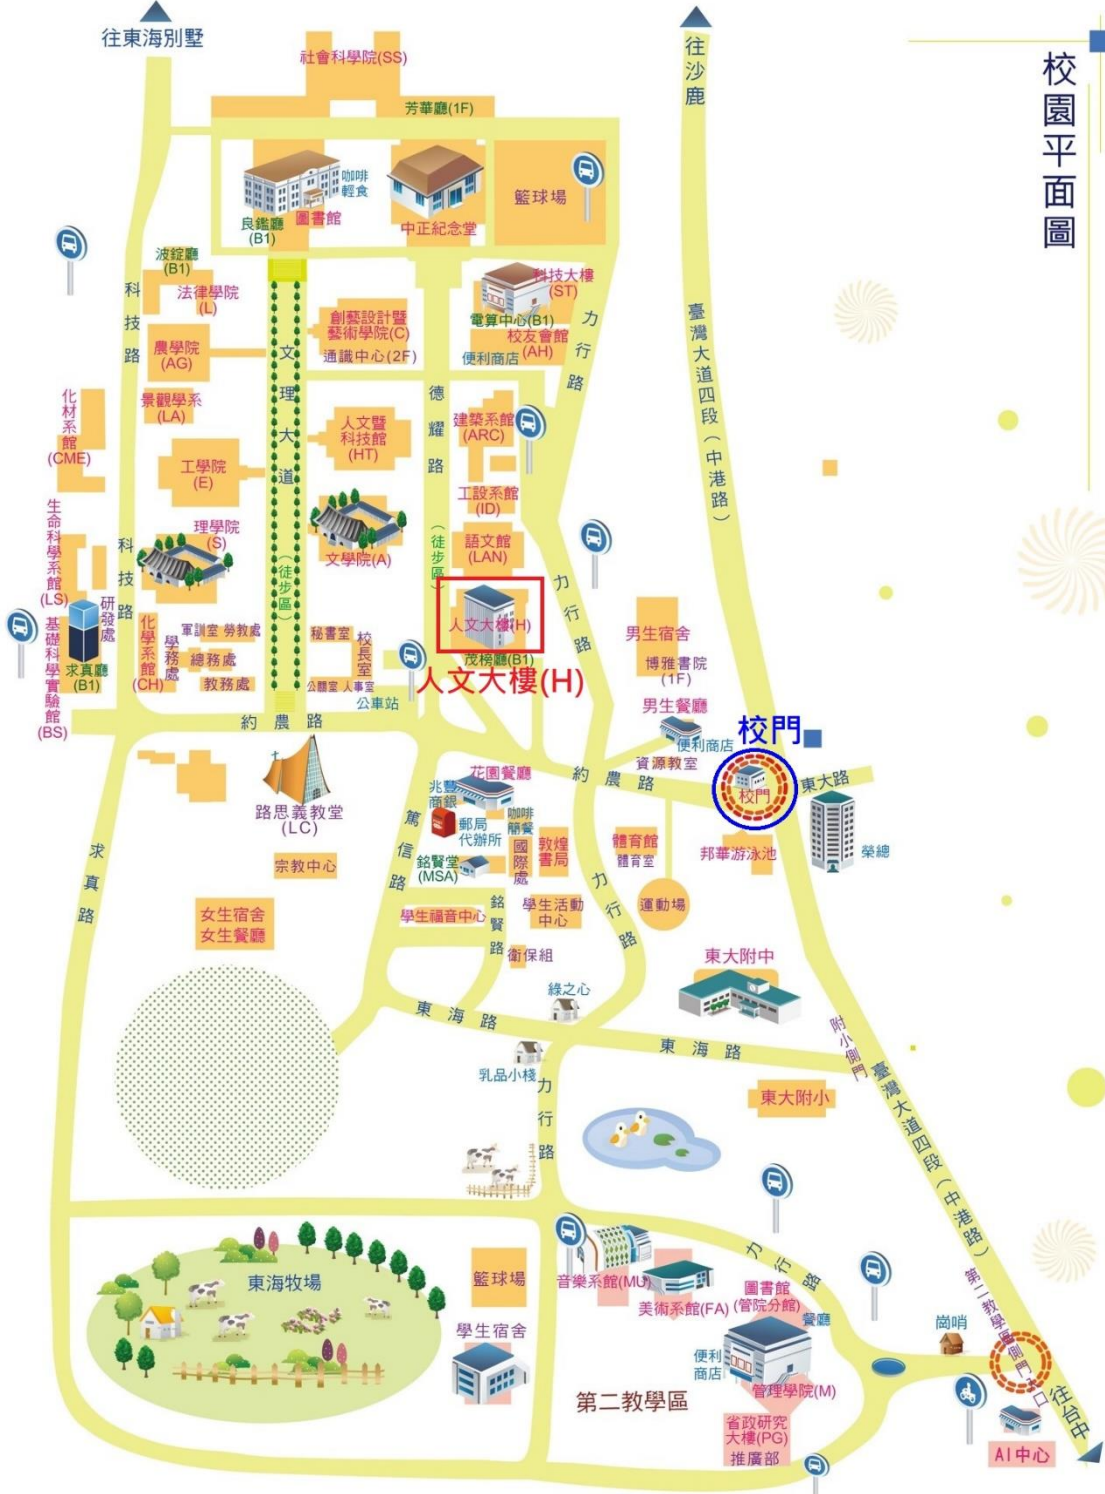 往東海別墅
往沙鹿
校園平面圖
社會科學院(SS)
芳華廳(1F)
咖啡
輕食
圖書館
良鑑廳
(B1)
中正紀念堂
籃球場
波錠廳
(B1)
法律學院
(L)
科技路
農學院
(AG)
創藝設計暨
藝術學院(C)
通識中心(2F)
科技大樓
(ST)
電算中心(B1)
校友會館
(AH)
便利商店
力行路
臺灣大道四段(中港路)
文理大道
(徒步區)
德耀路
(徒步區)
化材系館
(CME)
景觀學系
(LA)
工學院
(E)
人文暨
科技館
(HT)
建築系館
(ARC)
工設系館
(ID)
生命科學系館
(LS)
理學院
(S)
科技路
文學院(A)
語文館
(LAN)
人文大樓(H)
茂榜廳(B1)
人文大樓(H)
力行路
研發處
求真廳
(B1)
基礎科學實驗館
(BS)
化學系館
(CH)
學務處
軍訓室 勞教處
總務處
教務處
秘書室
校長室
公關室 人事室
公車站
男生宿舍
博雅書院
(1F)
男生餐廳
便利商店
資源教室
校門
校門
東大路
約農路
約農路
路思義教堂
(LC)
宗教中心
花園餐廳
兆豐
商銀
郵局
代辦所
咖啡
簡餐
銘賢堂
(MSA)
國際處
敦煌
書局
體育館
體育室
邦華游泳池
榮總
篤信路
求真路
女生宿舍
女生餐廳
學生福音中心
銘賢路
學生活動
中心
衛保組
運動場
力行路
東大附中
綠之心
東海路
東海路
附小側門
乳品小棧
力行路
東大附小
臺灣大道四段(中港路)
東海牧場
籃球場
學生宿舍
音樂系館(MU)
美術系館(FA)
力行路
圖書館
(管院分館)
餐廳
便利
商店
管理學院(M)
第二教學區
省政研究
大樓(PG)
推廣部
崗哨
第二教學區側門
往台中
AI中心